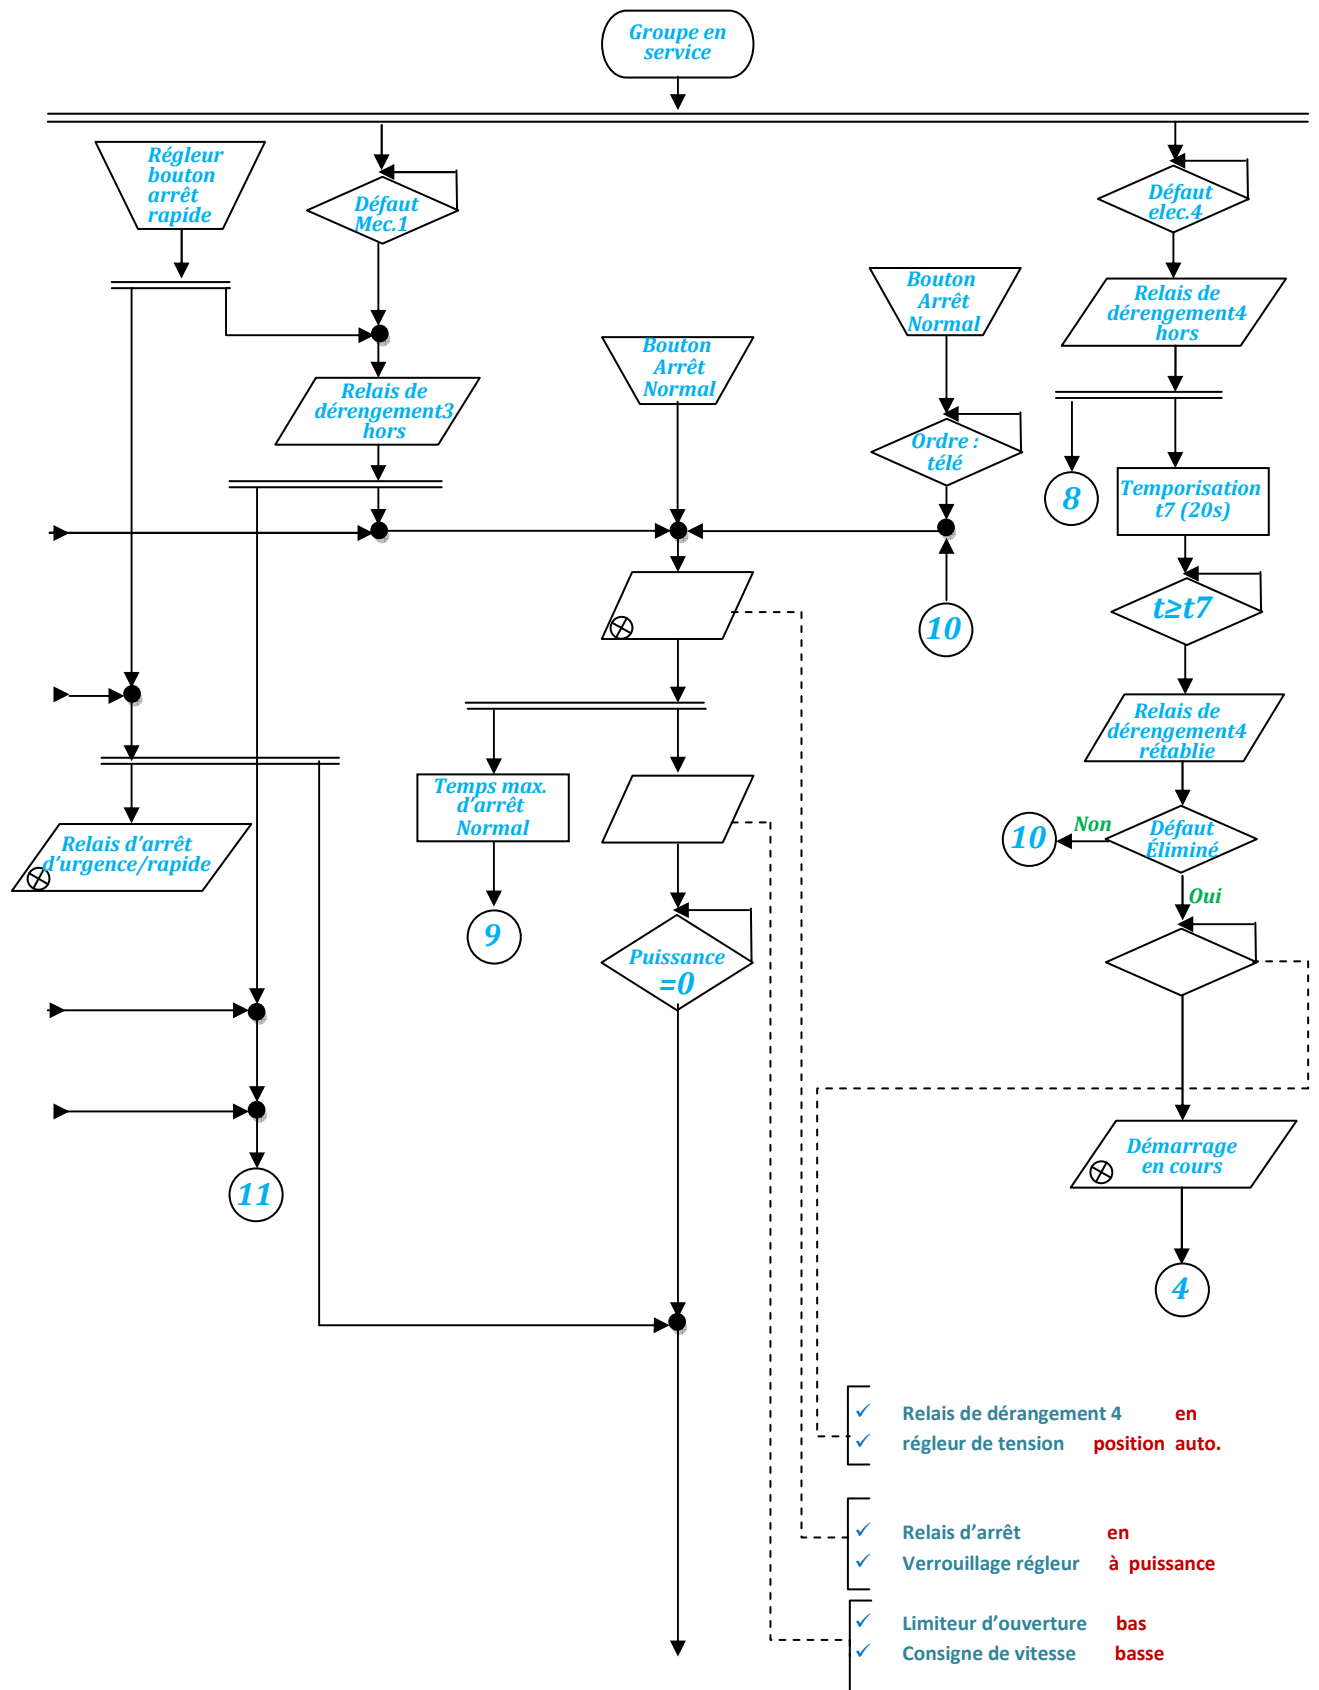 Groupe en
service
Régleur
bouton
arrêt
rapide
Défaut
Mec.1
Défaut
elec.4
Bouton
Arrêt
Normal
Relais de
dérengement4
hors
Bouton
Arrêt
Normal
Relais de
dérengement3
hors
Ordre :
télé
8
Temporisation
t7 (20s)
10
t≥t7
Relais de
dérengement4
rétablie
Temps max.
d'arrêt
Normal
Relais d'arrêt
d'urgence/rapide
10
Non
Défaut
Éliminé
Oui
9
Puissance
=0
Démarrage
en cours
11
4
✓ Relais de dérangement 4 en
✓ régleur de tension position auto.
✓ Relais d'arrêt en
✓ Verrouillage régleur à puissance
✓ Limiteur d'ouverture bas
✓ Consigne de vitesse basse